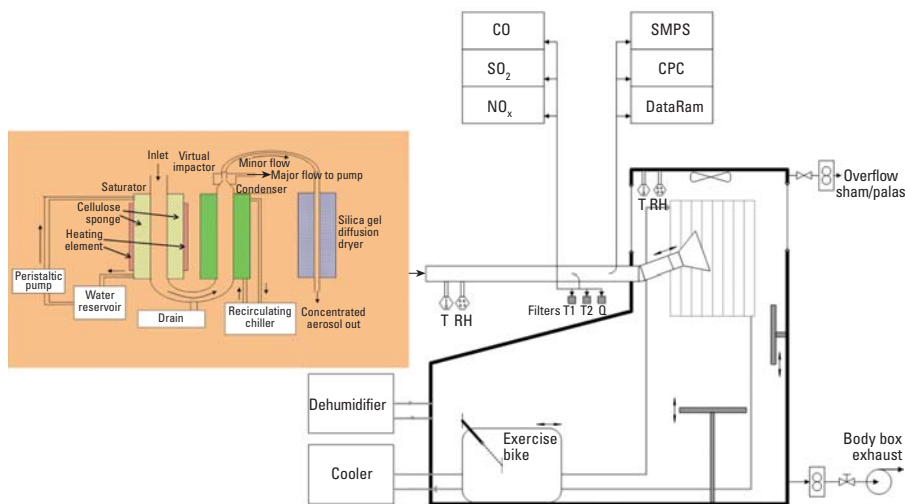 CO
SO₂
NOₓ
SMPS
CPC
DataRam
Inlet
Virtual
impactor
Minor flow
Major flow to pump
Saturator
Condenser
Cellulose
sponge
Heating
element
Silica gel
diffusion
dryer
Peristaltic
pump
Water
reservoir
Drain
Recirculating
chiller
Concentrated
aerosol out
T RH
Filters T1 T2 Q
T RH
Overflow
sham/palas
Dehumidifier
Cooler
Exercise
bike
Body box
exhaust